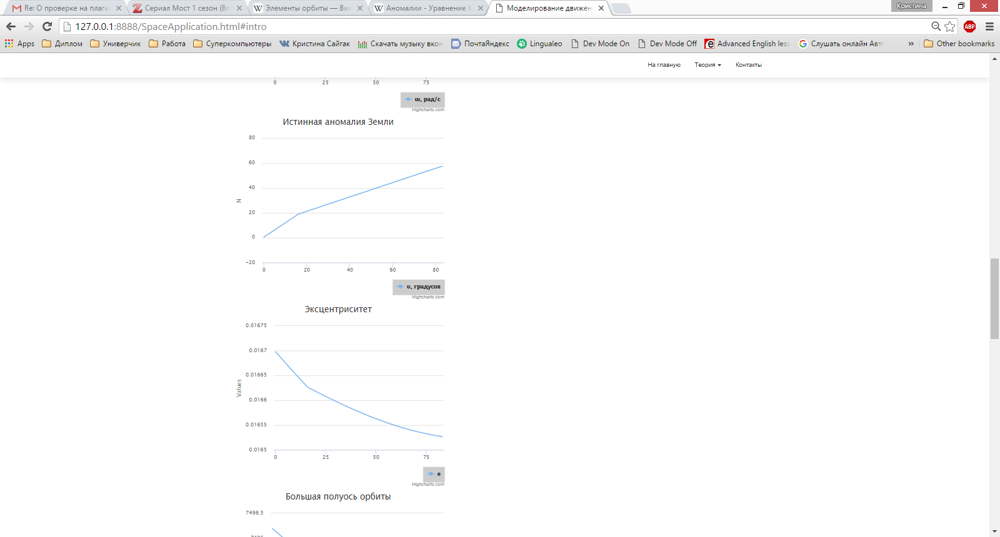 Re: О проверке на плаги
Сериал Мост 1 сезон (Bro
Элементы орбиты — Вик
Аномалии - Уравнение К
Моделирование движен
Кристина
127.0.0.1:8888/SpaceApplication.html#intro
ABP
Apps Диплом Универчик Работа Суперкомпьютеры Кристина Сайгак Скачать музыку вкон ПочтаЯндекс Lingualeo Dev Mode On Dev Mode Off Advanced English less Слушать онлайн Авто » Other bookmarks
На главную Теория Контакты
0 25 50 75
ω, рад/с
Highcharts.com
Истинная аномалия Земли
80
60
40
N
20
0
-20
0 20 40 60 80
υ, градусов
Highcharts.com
Эксцентриситет
0.01675
0.0167
0.01665
Values
0.0166
0.01655
0.0165
0 25 50 75
e
Highcharts.com
Большая полуось орбиты
7496.5